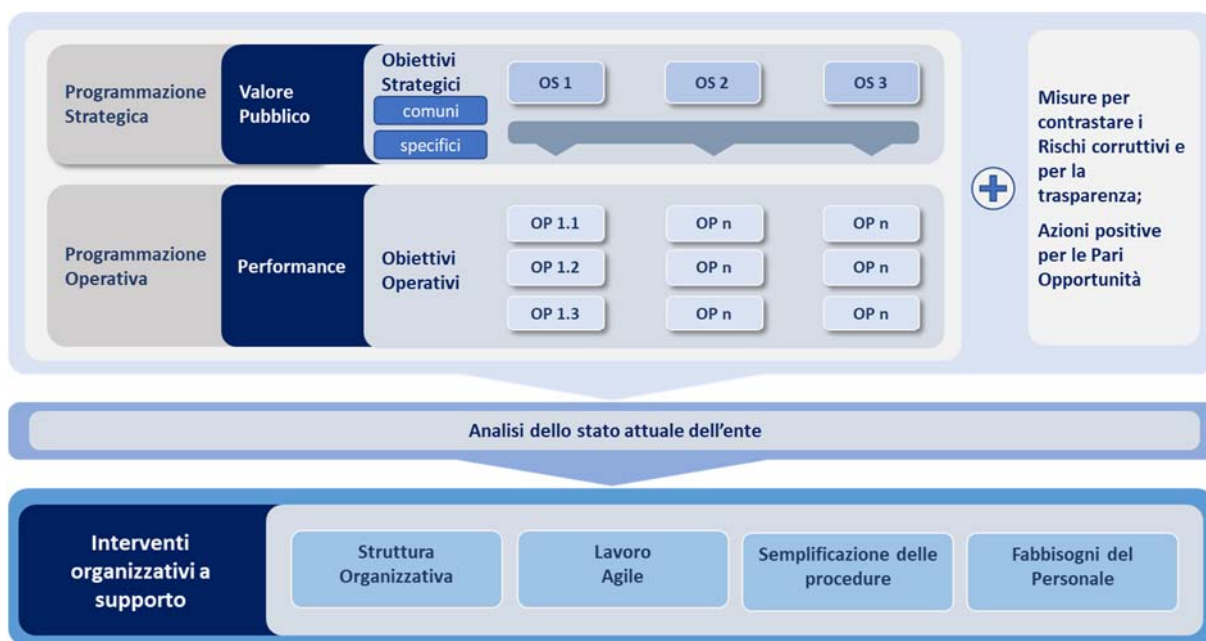 Programmazione
Strategica
Valore
Pubblico
Obiettivi
Strategici
comuni
specifici
OS 1
OS 2
OS 3
Programmazione
Operativa
Performance
Obiettivi
Operativi
OP 1.1
OP n
OP n
OP 1.2
OP n
OP n
OP 1.3
OP n
OP n
Misure per
contrastare i
Rischi corruttivi e
per la
trasparenza;
Azioni positive
per le Pari
Opportunità
Analisi dello stato attuale dell'ente
Interventi
organizzativi a
supporto
Struttura
Organizzativa
Lavoro
Agile
Semplificazione delle
procedure
Fabbisogni del
Personale